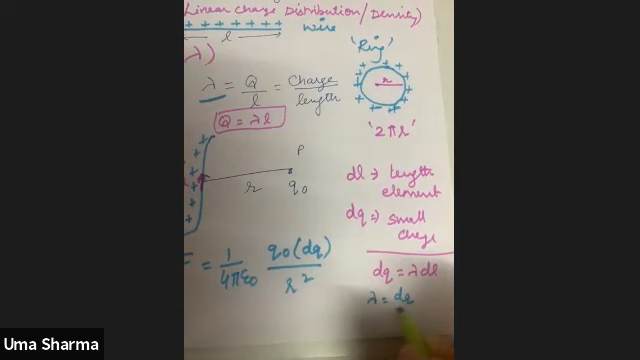 Linear charge Distribution/Density)
+ + + + + + + + + + wire
l
λ)
'Ring'
λ = Q/l = charge/length
r
Q = λl
'2πr'
P
r
q0
dl ⇒ length
element
dq ⇒ small
charge
= 1/4πε0 q0(dq)/r²
dq = λdl
λ = dq
Uma Sharma